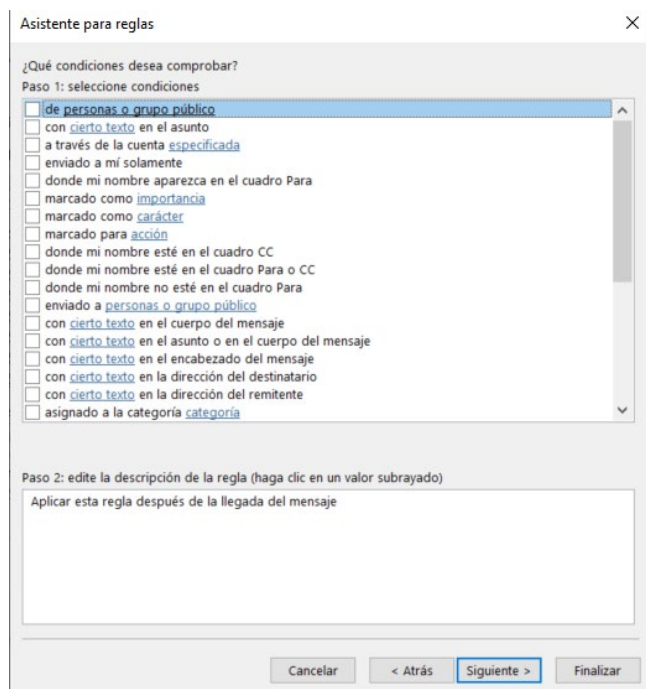 Asistente para reglas
¿Qué condiciones desea comprobar?
Paso 1: seleccione condiciones
de personas o grupo público
con cierto texto en el asunto
a través de la cuenta especificada
enviado a mí solamente
donde mi nombre aparezca en el cuadro Para
marcado como importancia
marcado como carácter
marcado para acción
donde mi nombre esté en el cuadro CC
donde mi nombre esté en el cuadro Para o CC
donde mi nombre no esté en el cuadro Para
enviado a personas o grupo público
con cierto texto en el cuerpo del mensaje
con cierto texto en el asunto o en el cuerpo del mensaje
con cierto texto en el encabezado del mensaje
con cierto texto en la dirección del destinatario
con cierto texto en la dirección del remitente
asignado a la categoría categoría
Paso 2: edite la descripción de la regla (haga clic en un valor subrayado)
Aplicar esta regla después de la llegada del mensaje
Cancelar < Atrás Siguiente > Finalizar